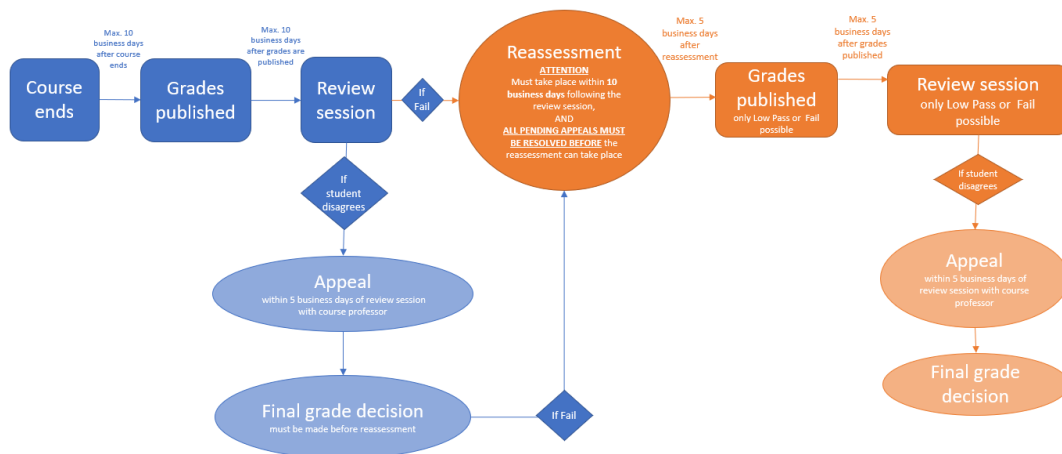 Max. 10
business days
after course
ends
Max. 10
business days
after grades are
published
Course
ends
Grades
published
Review
session
If
Fail
Reassessment
ATTENTION
Must take place within 10
business days following the
review session,
AND
ALL PENDING APPEALS MUST
BE RESOLVED BEFORE the
reassessment can take place
Max. 5
business days
after
reassessment
Grades
published
only Low Pass or Fail
possible
Max. 5
business days
after grades
published
Review session
only Low Pass or Fail
possible
If
student
disagrees
Appeal
within 5 business days of review session
with course professor
Final grade decision
must be made before reassessment
If Fail
If student
disagrees
Appeal
within 5 business days of
review session with course
professor
Final grade
decision